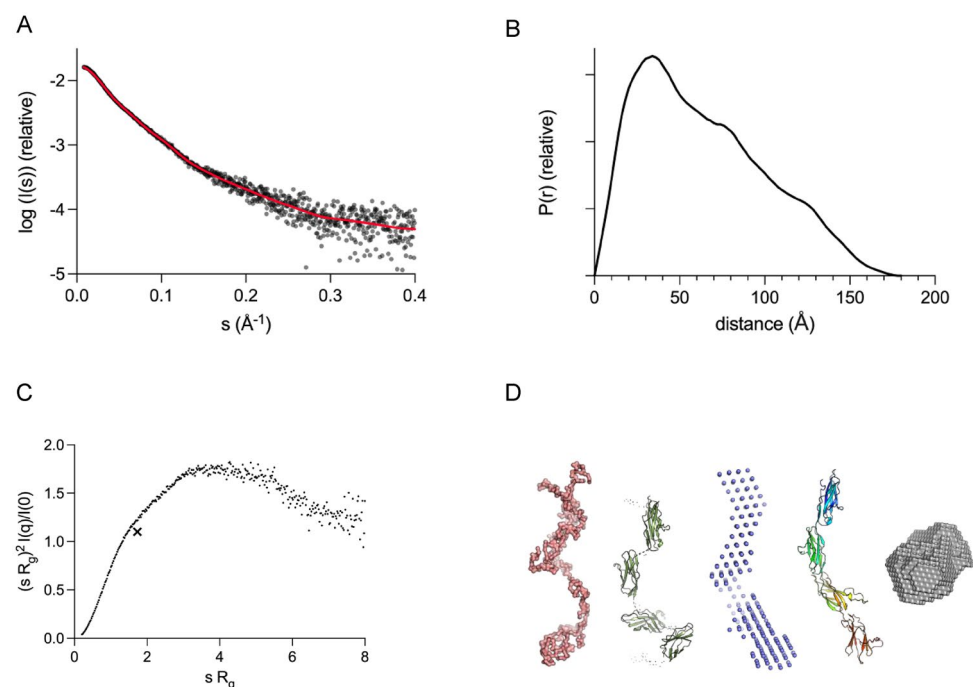 A
log (I(s)) (relative)
-2
-3
-4
-5
0.0 0.1 0.2 0.3 0.4
s (Å⁻¹)
B
P(r) (relative)
0 50 100 150 200
distance (Å)
C
(s Rg)² I(q)/I(0)
2.0
1.5
1.0
0.5
0.0
0 2 4 6 8
s Rg
D